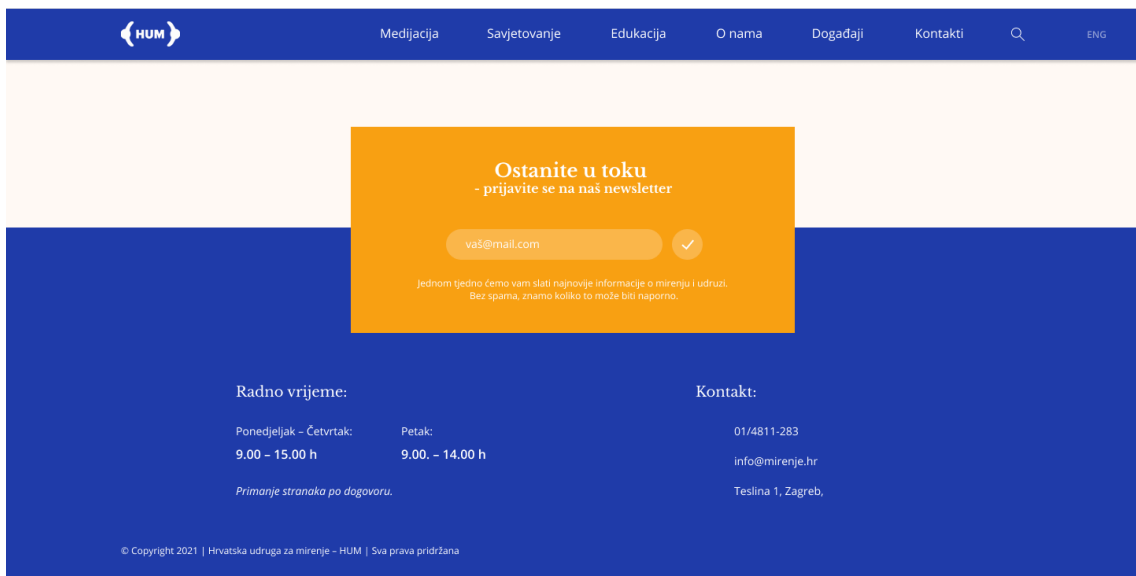 HUM Medijacija Savjetovanje Edukacija O nama Događaji Kontakti ENG
Ostanite u toku
- prijavite se na naš newsletter
vaš@mail.com
Jednom tjedno ćemo vam slati najnovije informacije o mirenju i udruzi.
Bez spama, znamo koliko to može biti naporno.
Radno vrijeme:
Ponedjeljak – Četvrtak: Petak:
9.00 – 15.00 h 9.00. – 14.00 h
Primanje stranaka po dogovoru.
Kontakt:
01/4811-283
info@mirenje.hr
Teslina 1, Zagreb,
© Copyright 2021 | Hrvatska udruga za mirenje – HUM | Sva prava pridržana